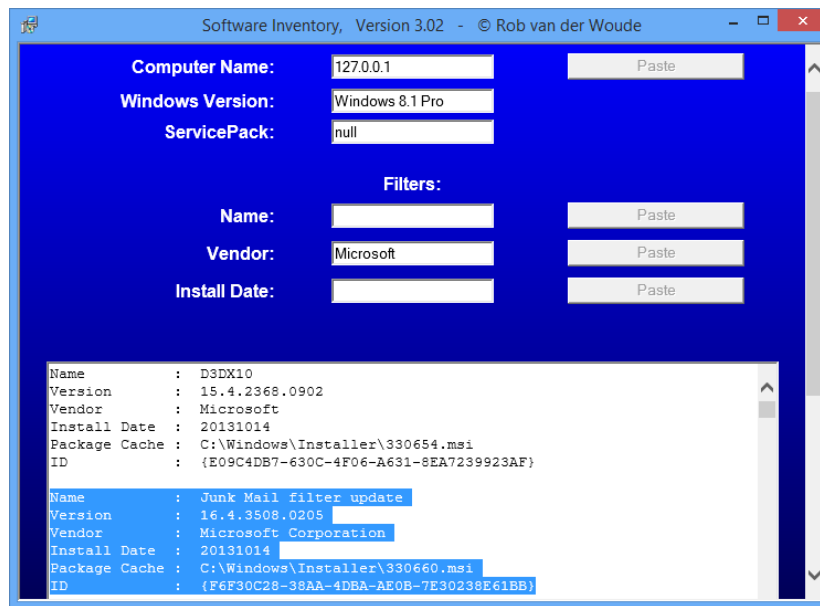 Software Inventory, Version 3.02 - © Rob van der Woude
Computer Name: 127.0.0.1 Paste
Windows Version: Windows 8.1 Pro
ServicePack: null
Filters:
Name: Paste
Vendor: Microsoft Paste
Install Date: Paste
Name : D3DX10
Version : 15.4.2368.0902
Vendor : Microsoft
Install Date : 20131014
Package Cache : C:\Windows\Installer\330654.msi
ID : {E09C4DB7-630C-4F06-A631-8EA7239923AF}
Name : Junk Mail filter update
Version : 16.4.3508.0205
Vendor : Microsoft Corporation
Install Date : 20131014
Package Cache : C:\Windows\Installer\330660.msi
ID : {F6F30C28-38AA-4DBA-AE0B-7E30238E61BB}